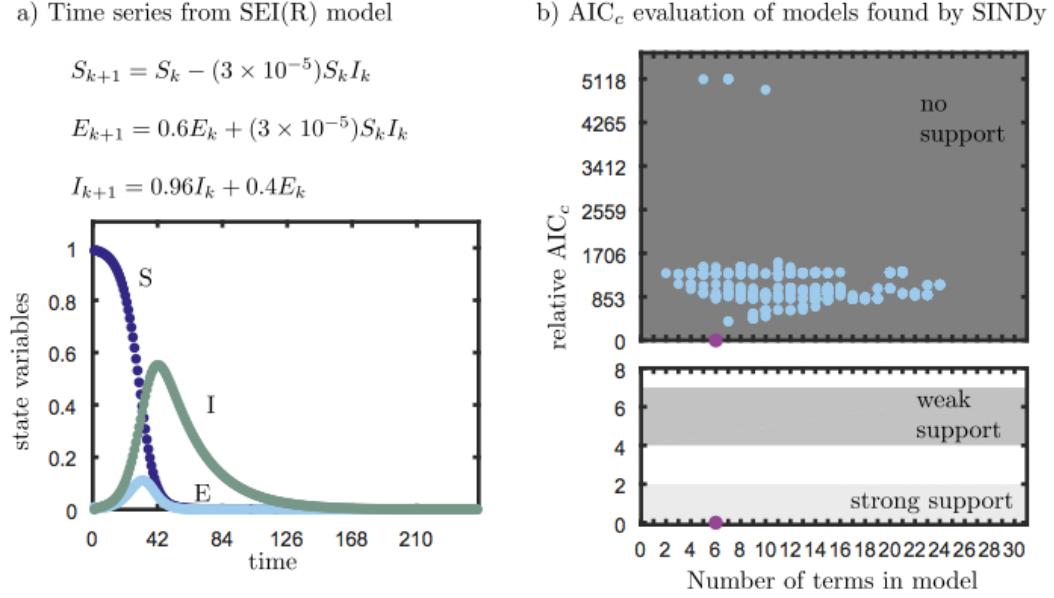 a) Time series from SEI(R) model
S_{k+1} = S_k − (3 × 10^{−5})S_kI_k
E_{k+1} = 0.6E_k + (3 × 10^{−5})S_kI_k
I_{k+1} = 0.96I_k + 0.4E_k
state variables
1
0.8
0.6
0.4
0.2
0
S
I
E
0 42 84 126 168 210
time
b) AIC_c evaluation of models found by SINDy
relative AIC_c
5118
4265
3412
2559
1706
853
0
no
support
8
6
4
2
0
weak
support
strong support
0 2 4 6 8 10 12 14 16 18 20 22 24 26 28 30
Number of terms in model